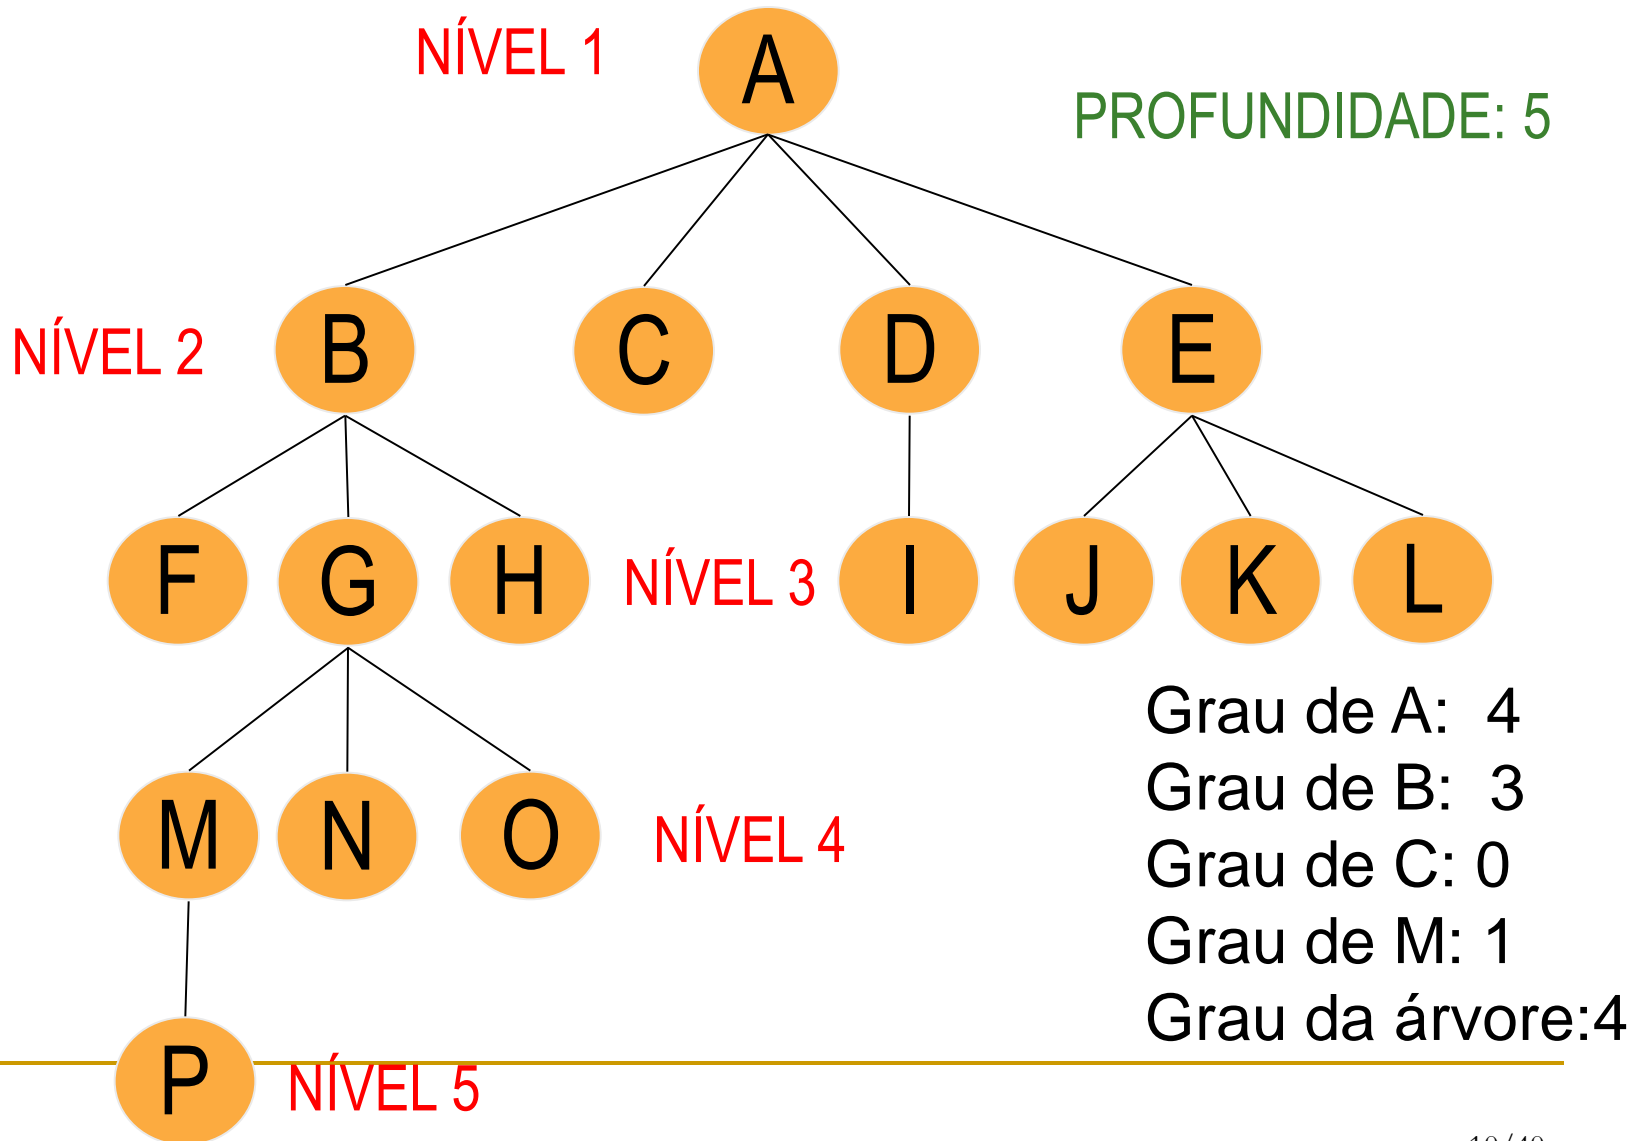 NÍVEL 1
A
PROFUNDIDADE: 5
NÍVEL 2
B C D E
F G H NÍVEL 3 I J K L
M N O NÍVEL 4
P NÍVEL 5
Grau de A: 4
Grau de B: 3
Grau de C: 0
Grau de M: 1
Grau da árvore:4